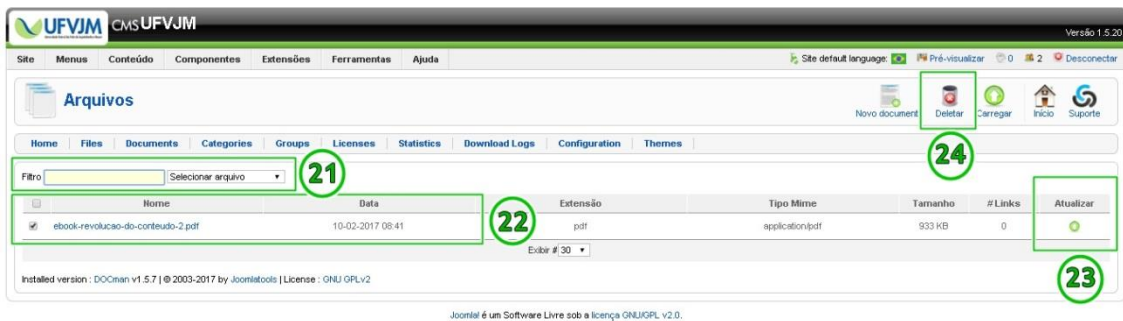 UFVJM CMSUFVJM
Versão 1.5.20
Site Menus Conteúdo Componentes Extensões Ferramentas Ajuda Site default language: Pré-visualizar 0 2 Desconectar
Arquivos
Novo document Deletar Carregar Início Suporte
24
Home Files Documents Categories Groups Licenses Statistics Download Logs Configuration Themes
Filtro Selecionar arquivo 21
Nome Data Extensão Tipo Mime Tamanho # Links Atualizar
22
ebook-revolucao-do-conteudo-2.pdf 10-02-2017 08:41 pdf application/pdf 933 KB 0
Exibir # 30
23
Installed version : DOCman v1.5.7 | © 2003-2017 by Joomlatools | License : GNU GPLv2
Joomla! é um Software Livre sob a licença GNU/GPL v2.0.